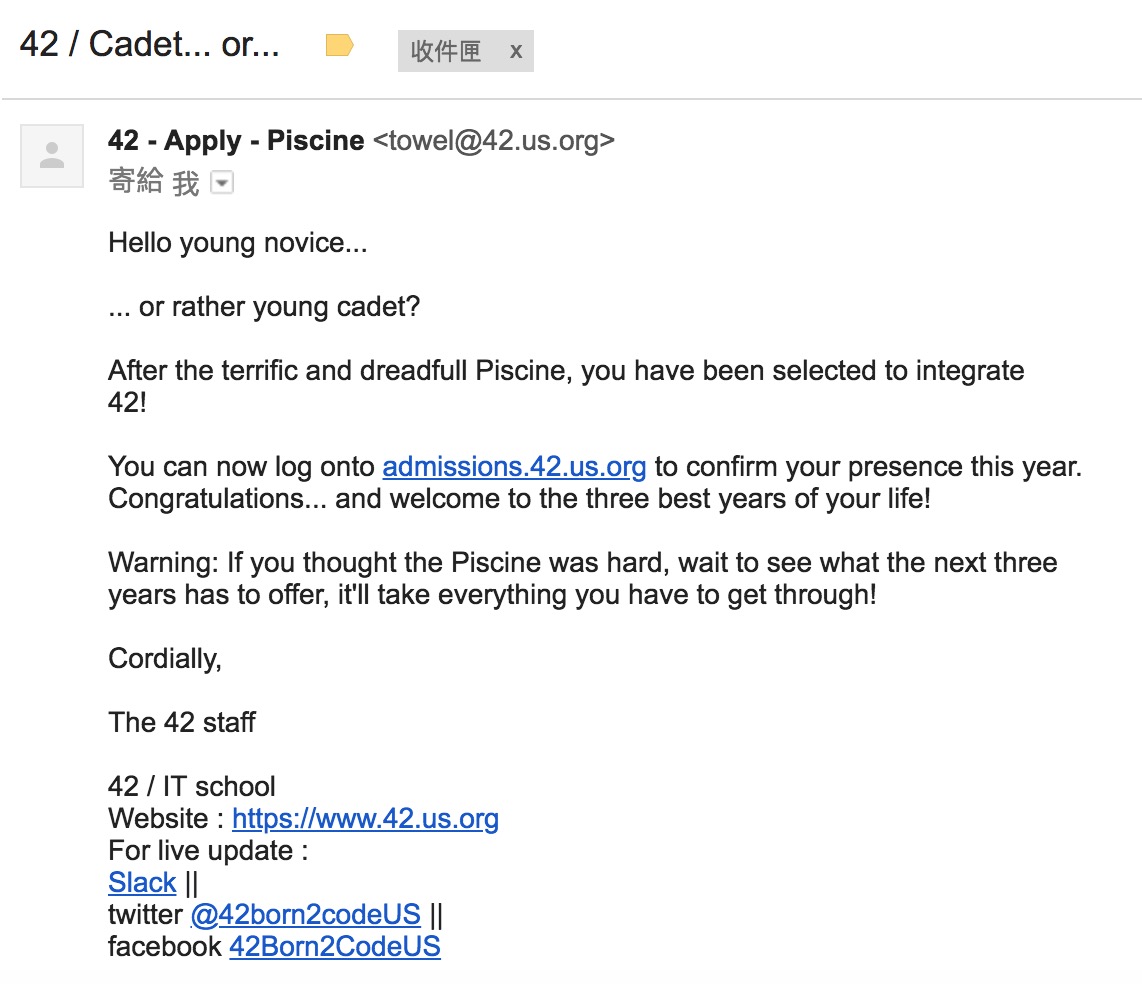 42 / Cadet... or...
收件匣 x
42 - Apply - Piscine <towel@42.us.org>
寄給 我
Hello young novice...
... or rather young cadet?
After the terrific and dreadfull Piscine, you have been selected to integrate
42!
You can now log onto admissions.42.us.org to confirm your presence this year.
Congratulations... and welcome to the three best years of your life!
Warning: If you thought the Piscine was hard, wait to see what the next three
years has to offer, it'll take everything you have to get through!
Cordially,
The 42 staff
42 / IT school
Website : https://www.42.us.org
For live update :
Slack ||
twitter @42born2codeUS ||
facebook 42Born2CodeUS